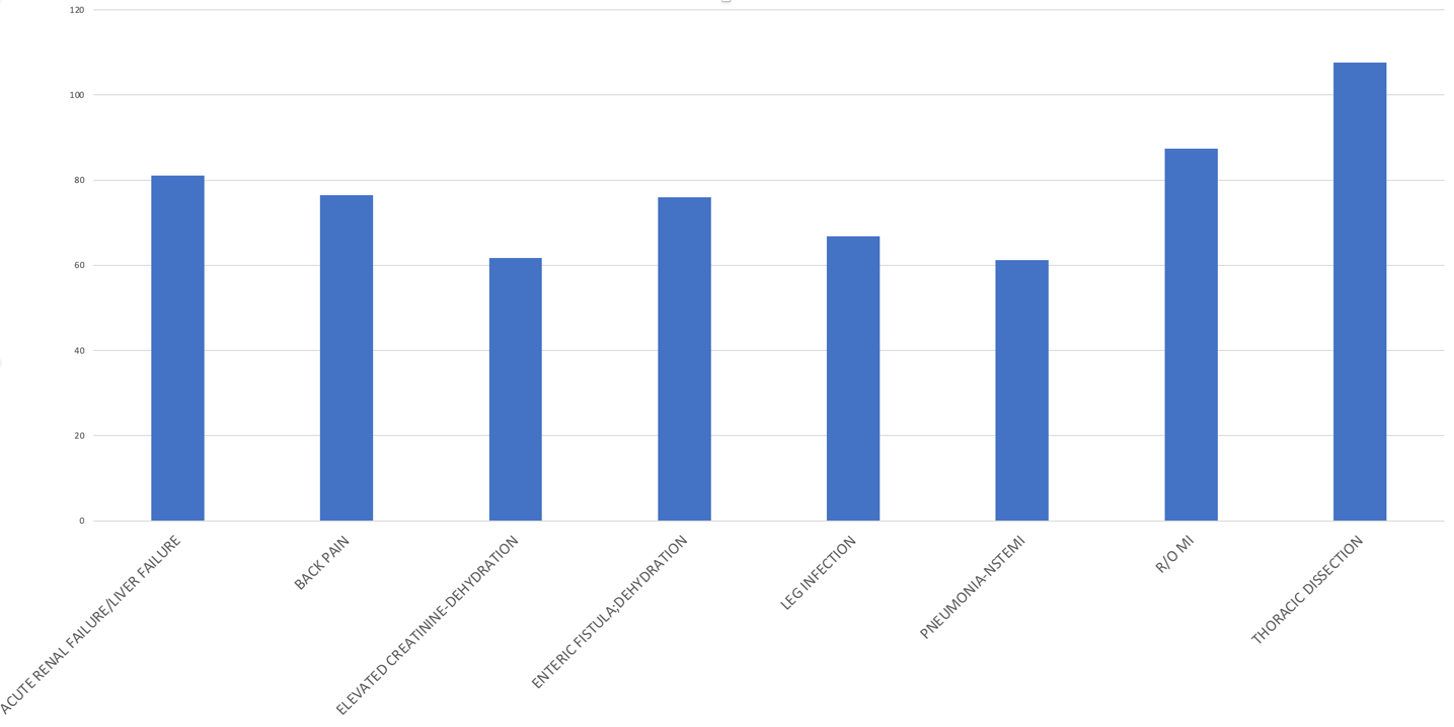 120
100
80
60
40
20
0
ACUTE RENAL FAILURE/LIVER FAILURE
BACK PAIN
ELEVATED CREATININE-DEHYDRATION
ENTERIC FISTULA;DEHYDRATION
LEG INFECTION
PNEUMONIA-NSTEMI
R/O MI
THORACIC DISSECTION